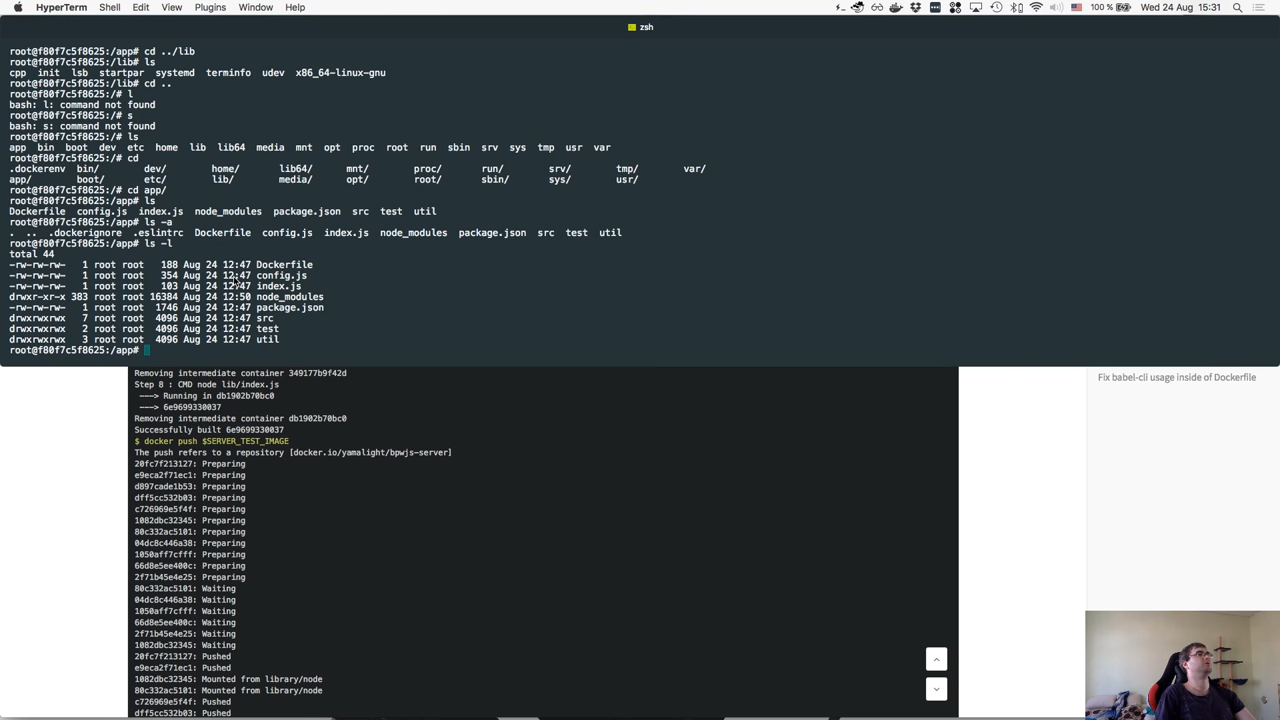 HyperTerm Shell Edit View Plugins Window Help 100 % Wed 24 Aug 15:31
zsh
root@f80f7c5f8625:/app# cd ../lib
root@f80f7c5f8625:/lib# ls
cpp init lsb startpar systemd terminfo udev x86_64-linux-gnu
root@f80f7c5f8625:/lib# cd ..
root@f80f7c5f8625:/# l
bash: l: command not found
root@f80f7c5f8625:/# s
bash: s: command not found
root@f80f7c5f8625:/# ls
app bin boot dev etc home lib lib64 media mnt opt proc root run sbin srv sys tmp usr var
root@f80f7c5f8625:/# cd
.dockerenv bin/ dev/ home/ lib64/ mnt/ proc/ run/ srv/ tmp/ var/
app/ boot/ etc/ lib/ media/ opt/ root/ sbin/ sys/ usr/
root@f80f7c5f8625:/# cd app/
root@f80f7c5f8625:/app# ls
Dockerfile config.js index.js node_modules package.json src test util
root@f80f7c5f8625:/app# ls -a
. .. .dockerignore .eslintrc Dockerfile config.js index.js node_modules package.json src test util
root@f80f7c5f8625:/app# ls -l
total 44
-rw-rw-rw- 1 root root 188 Aug 24 12:47 Dockerfile
-rw-rw-rw- 1 root root 354 Aug 24 12:47 config.js
-rw-rw-rw- 1 root root 103 Aug 24 12:47 index.js
drwxr-xr-x 383 root root 16384 Aug 24 12:50 node_modules
-rw-rw-rw- 1 root root 1746 Aug 24 12:47 package.json
drwxrwxrwx 7 root root 4096 Aug 24 12:47 src
drwxrwxrwx 2 root root 4096 Aug 24 12:47 test
drwxrwxrwx 3 root root 4096 Aug 24 12:47 util
root@f80f7c5f8625:/app#
Removing intermediate container 349177b9f42d
Fix babel-cli usage inside of Dockerfile
Step 8 : CMD node lib/index.js
---> Running in db1902b70bc0
---> 6e9699330037
Removing intermediate container db1902b70bc0
Successfully built 6e9699330037
$ docker push $SERVER_TEST_IMAGE
The push refers to a repository [docker.io/yamalight/bpwjs-server]
20fc7f213127: Preparing
e9eca2f71ec1: Preparing
d897cade1b53: Preparing
dff5cc532b03: Preparing
c726969e5f4f: Preparing
1082dbc32345: Preparing
80c332ac5101: Preparing
04dc8c446a38: Preparing
1050aff7cfff: Preparing
66d8e5ee400c: Preparing
2f71b45e4e25: Preparing
80c332ac5101: Waiting
04dc8c446a38: Waiting
1050aff7cfff: Waiting
66d8e5ee400c: Waiting
2f71b45e4e25: Waiting
1082dbc32345: Waiting
20fc7f213127: Pushed
e9eca2f71ec1: Pushed
1082dbc32345: Mounted from library/node
80c332ac5101: Mounted from library/node
c726969e5f4f: Pushed
dff5cc532b03: Pushed